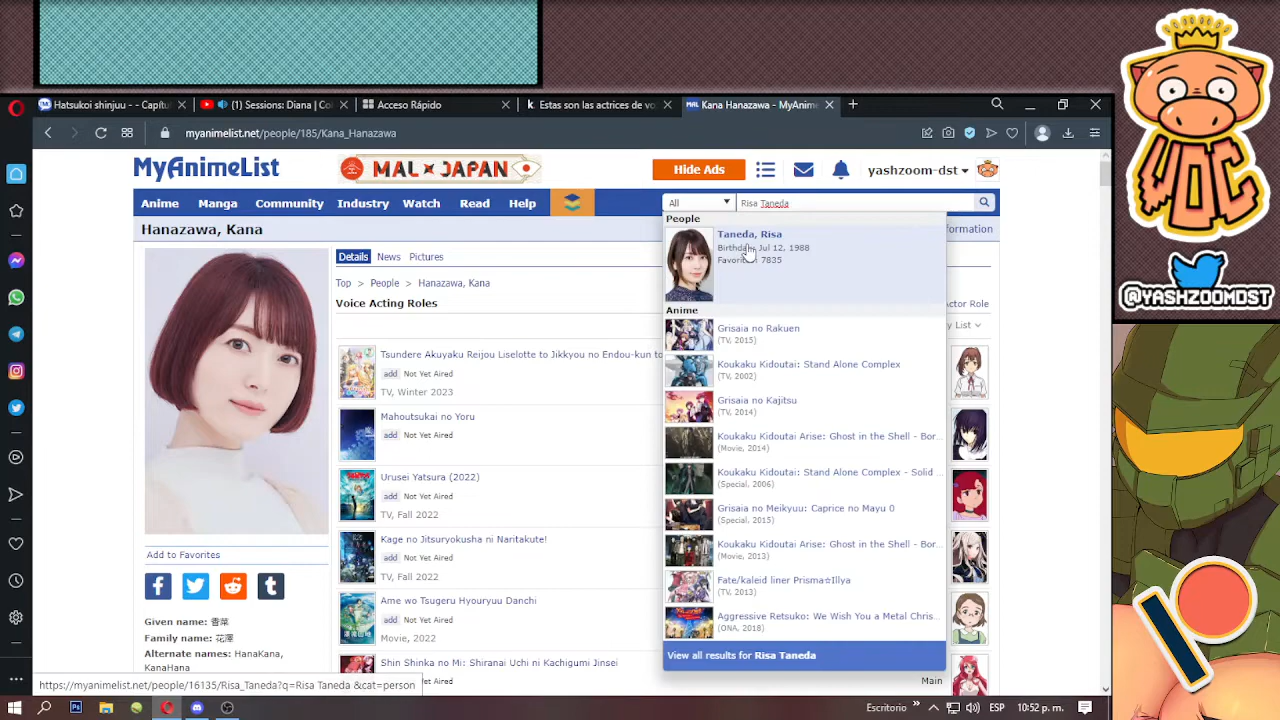 Hatsukoi shinjuu - - Capítu
(1) Sessions: Diana | Co
Acceso Rápido
k Estas son las actrices de vo
MAL Kana Hanazawa - MyAnim
myanimelist.net/people/185/Kana_Hanazawa
MyAnimeList
MAL JAPAN
Hide Ads
yashzoom-dst
Anime Manga Community Industry Watch Read Help
All
Risa Taneda
Hanazawa, Kana
formation
People
Taneda, Risa
Birthday: Jul 12, 1988
Favorites: 7835
Details News Pictures
Top > People > Hanazawa, Kana
Voice Acting Roles
Actor Role
y List
Anime
Grisaia no Rakuen
(TV, 2015)
Koukaku Kidoutai: Stand Alone Complex
(TV, 2002)
Grisaia no Kajitsu
(TV, 2014)
Koukaku Kidoutai Arise: Ghost in the Shell - Bor...
(Movie, 2014)
Koukaku Kidoutai: Stand Alone Complex - Solid ...
(Special, 2006)
Grisaia no Meikyuu: Caprice no Mayu 0
(Special, 2015)
Koukaku Kidoutai Arise: Ghost in the Shell - Bor...
(Movie, 2013)
Fate/kaleid liner Prisma☆Illya
(TV, 2013)
Aggressive Retsuko: We Wish You a Metal Chris...
(ONA, 2018)
View all results for Risa Taneda
Main
Tsundere Akuyaku Reijou Liselotte to Jikkyou no Endou-kun to
add Not Yet Aired
TV, Winter 2023
Mahoutsukai no Yoru
add Not Yet Aired
Urusei Yatsura (2022)
add Not Yet Aired
TV, Fall 2022
Kage no Jitsuryokusha ni Naritakute!
add Not Yet Aired
TV, Fall 2022
Ame wo Tsugeru Hyouryuu Danchi
add Not Yet Aired
Movie, 2022
Shin Shinka no Mi: Shiranai Uchi ni Kachigumi Jinsei
et Aired
Add to Favorites
Given name: 香菜
Family name: 花澤
Alternate names: HanaKana,
KanaHana
https://myanimelist.net/people/16135/Risa_Taneda?q=Risa Taneda &cat=person
Escritorio
ESP
10:52 p. m.
WOC
@YASHZOOMDST